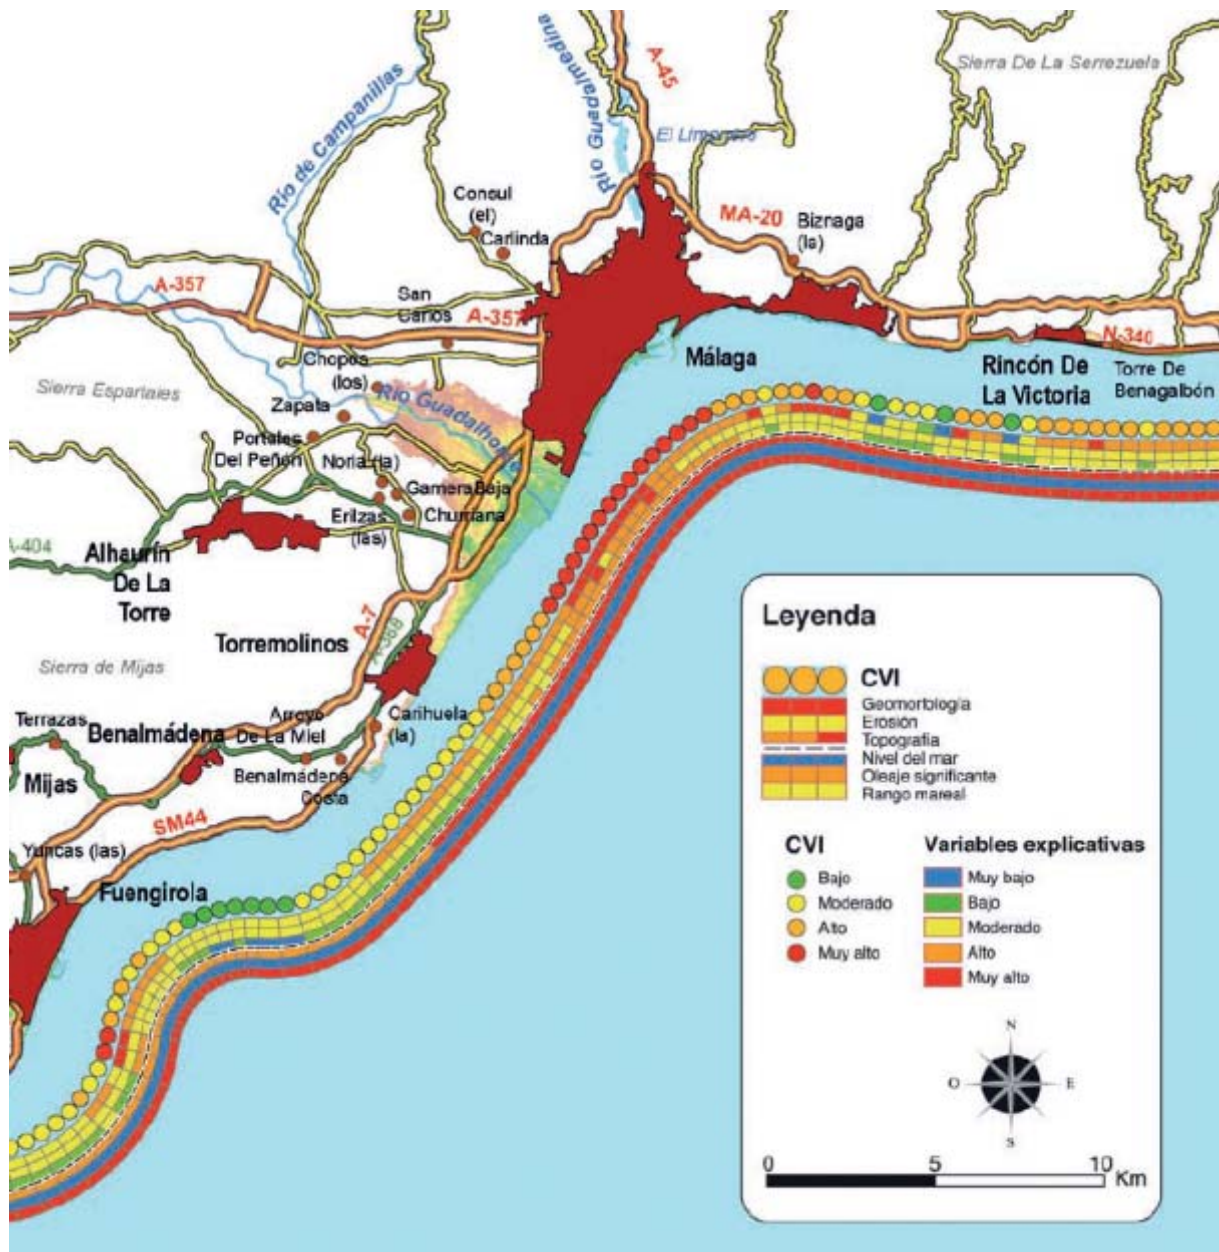 Sierra De La Serrezuela
A-45
Río Guadalmedina
El Limonero
Río de Campanillas
Consul
(el)
Carlinda
MA-20
Biznaga
(la)
A-357
San
Carlos
A-357
Málaga
Rincón De
La Victoria
N-340
Torre De
Benagalbón
Chopos
(los)
Sierra Espartales
Zapata
Río Guadalhorce
Portales
Del Peñón
Noria (la)
Gamera Baja
Erilzas
(las)
Churriana
A-404
Alhaurín
De La
Torre
Torremolinos
A-7
A-368
Sierra de Mijas
Terrazas
Benalmádena
Arroyo
De La Miel
Carihuela
(la)
Mijas
Benalmádena
Costa
SM44
Yuncas (las)
Fuengirola
Leyenda
CVI
Geomorfología
Erosión
Topografía
Nivel del mar
Oleaje significante
Rango mareal
CVI
Bajo
Moderado
Alto
Muy alto
Variables explicativas
Muy bajo
Bajo
Moderado
Alto
Muy alto
N
O
E
S
0
5
10
Km